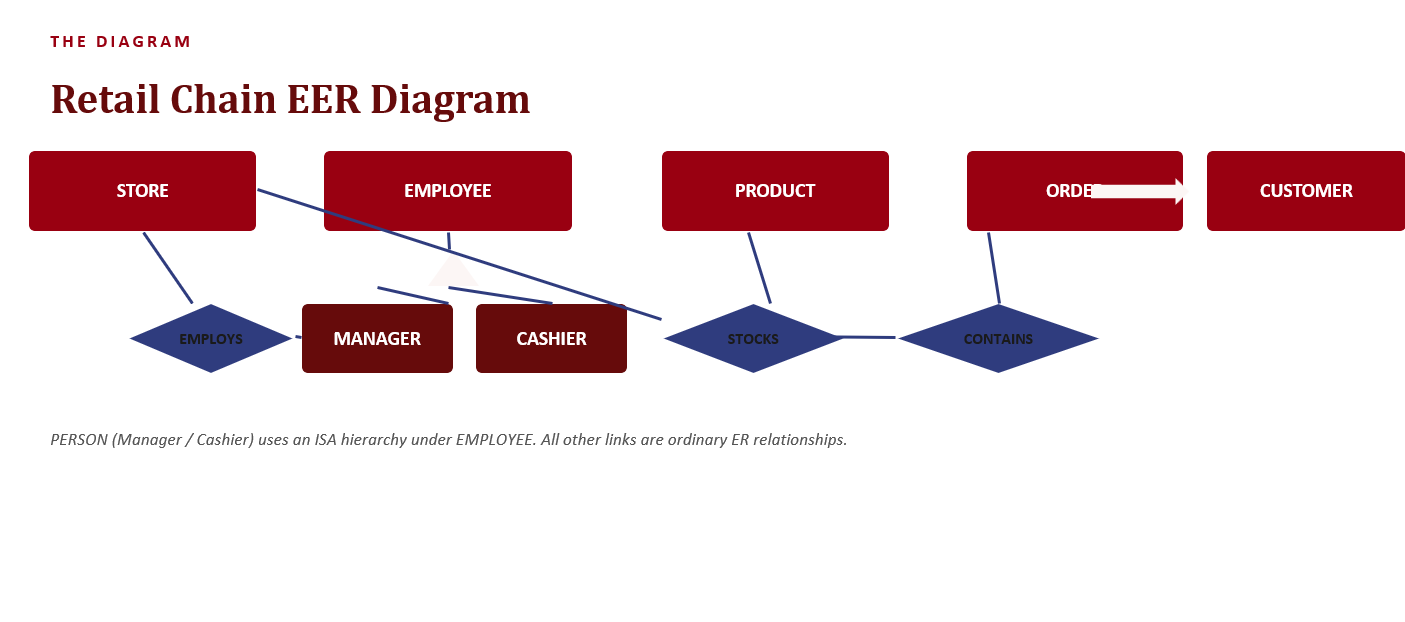 THE DIAGRAM
Retail Chain EER Diagram
STORE
EMPLOYEE
PRODUCT
ORDE
CUSTOMER
EMPLOYS
MANAGER
CASHIER
STOCKS
CONTAINS
PERSON (Manager / Cashier) uses an ISA hierarchy under EMPLOYEE. All other links are ordinary ER relationships.